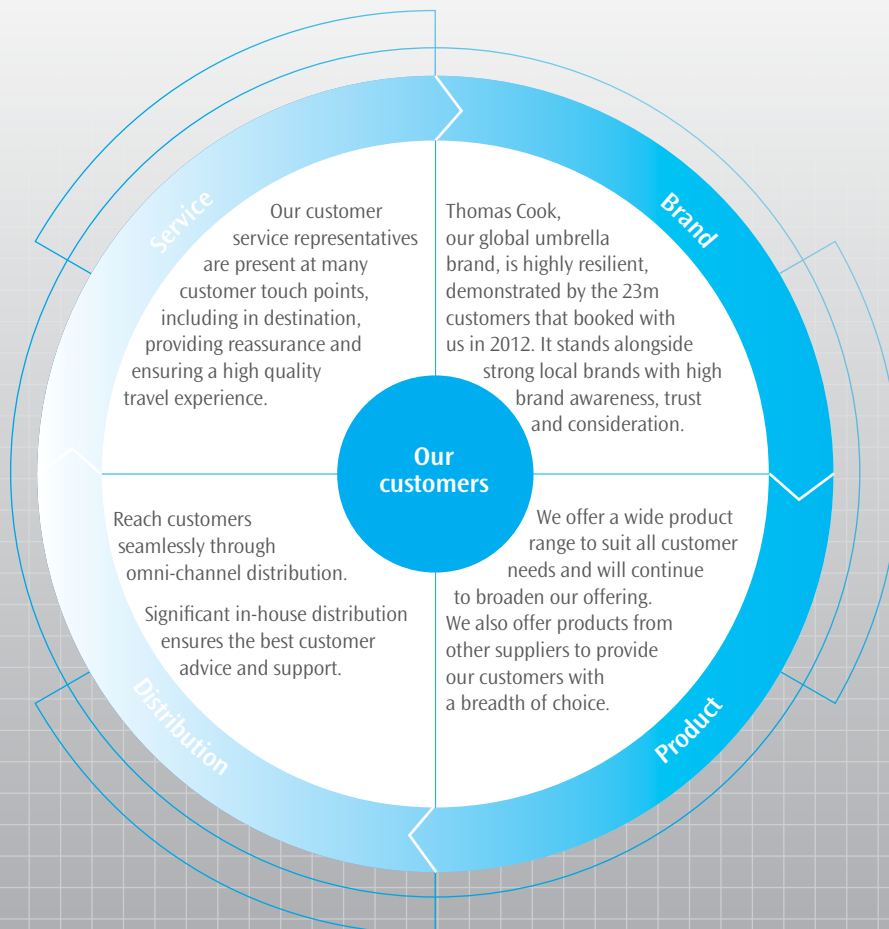 Service
Our customer
service representatives
are present at many
customer touch points,
including in destination,
providing reassurance and
ensuring a high quality
travel experience.
Brand
Thomas Cook,
our global umbrella
brand, is highly resilient,
demonstrated by the 23m
customers that booked with
us in 2012. It stands alongside
strong local brands with high
brand awareness, trust
and consideration.
Our
customers
Reach customers
seamlessly through
omni-channel distribution.
Significant in-house distribution
ensures the best customer
advice and support.
Distribution
We offer a wide product
range to suit all customer
needs and will continue
to broaden our offering.
We also offer products from
other suppliers to provide
our customers with
a breadth of choice.
Product